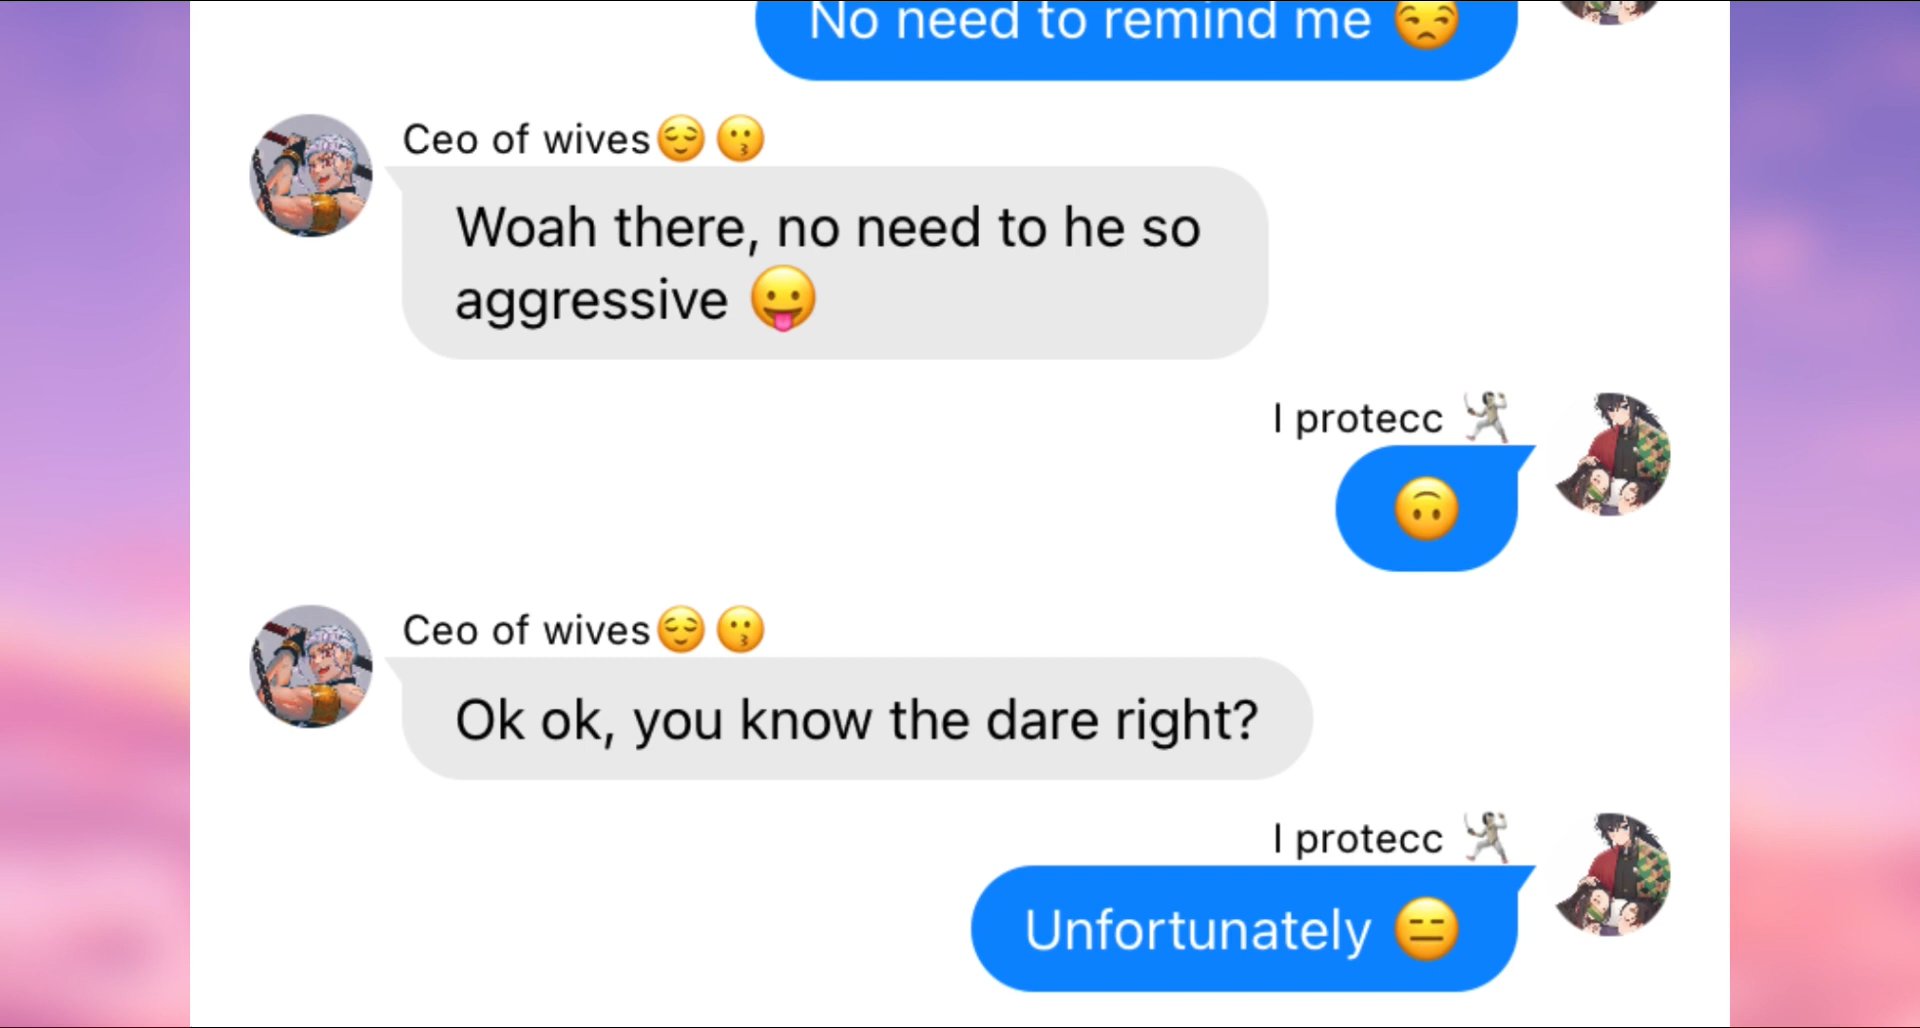 No need to remind me 😒
Ceo of wives😌😗
Woah there, no need to he so
aggressive 😛
I protecc 🤺
🙃
Ceo of wives😌😗
Ok ok, you know the dare right?
I protecc 🤺
Unfortunately 😑